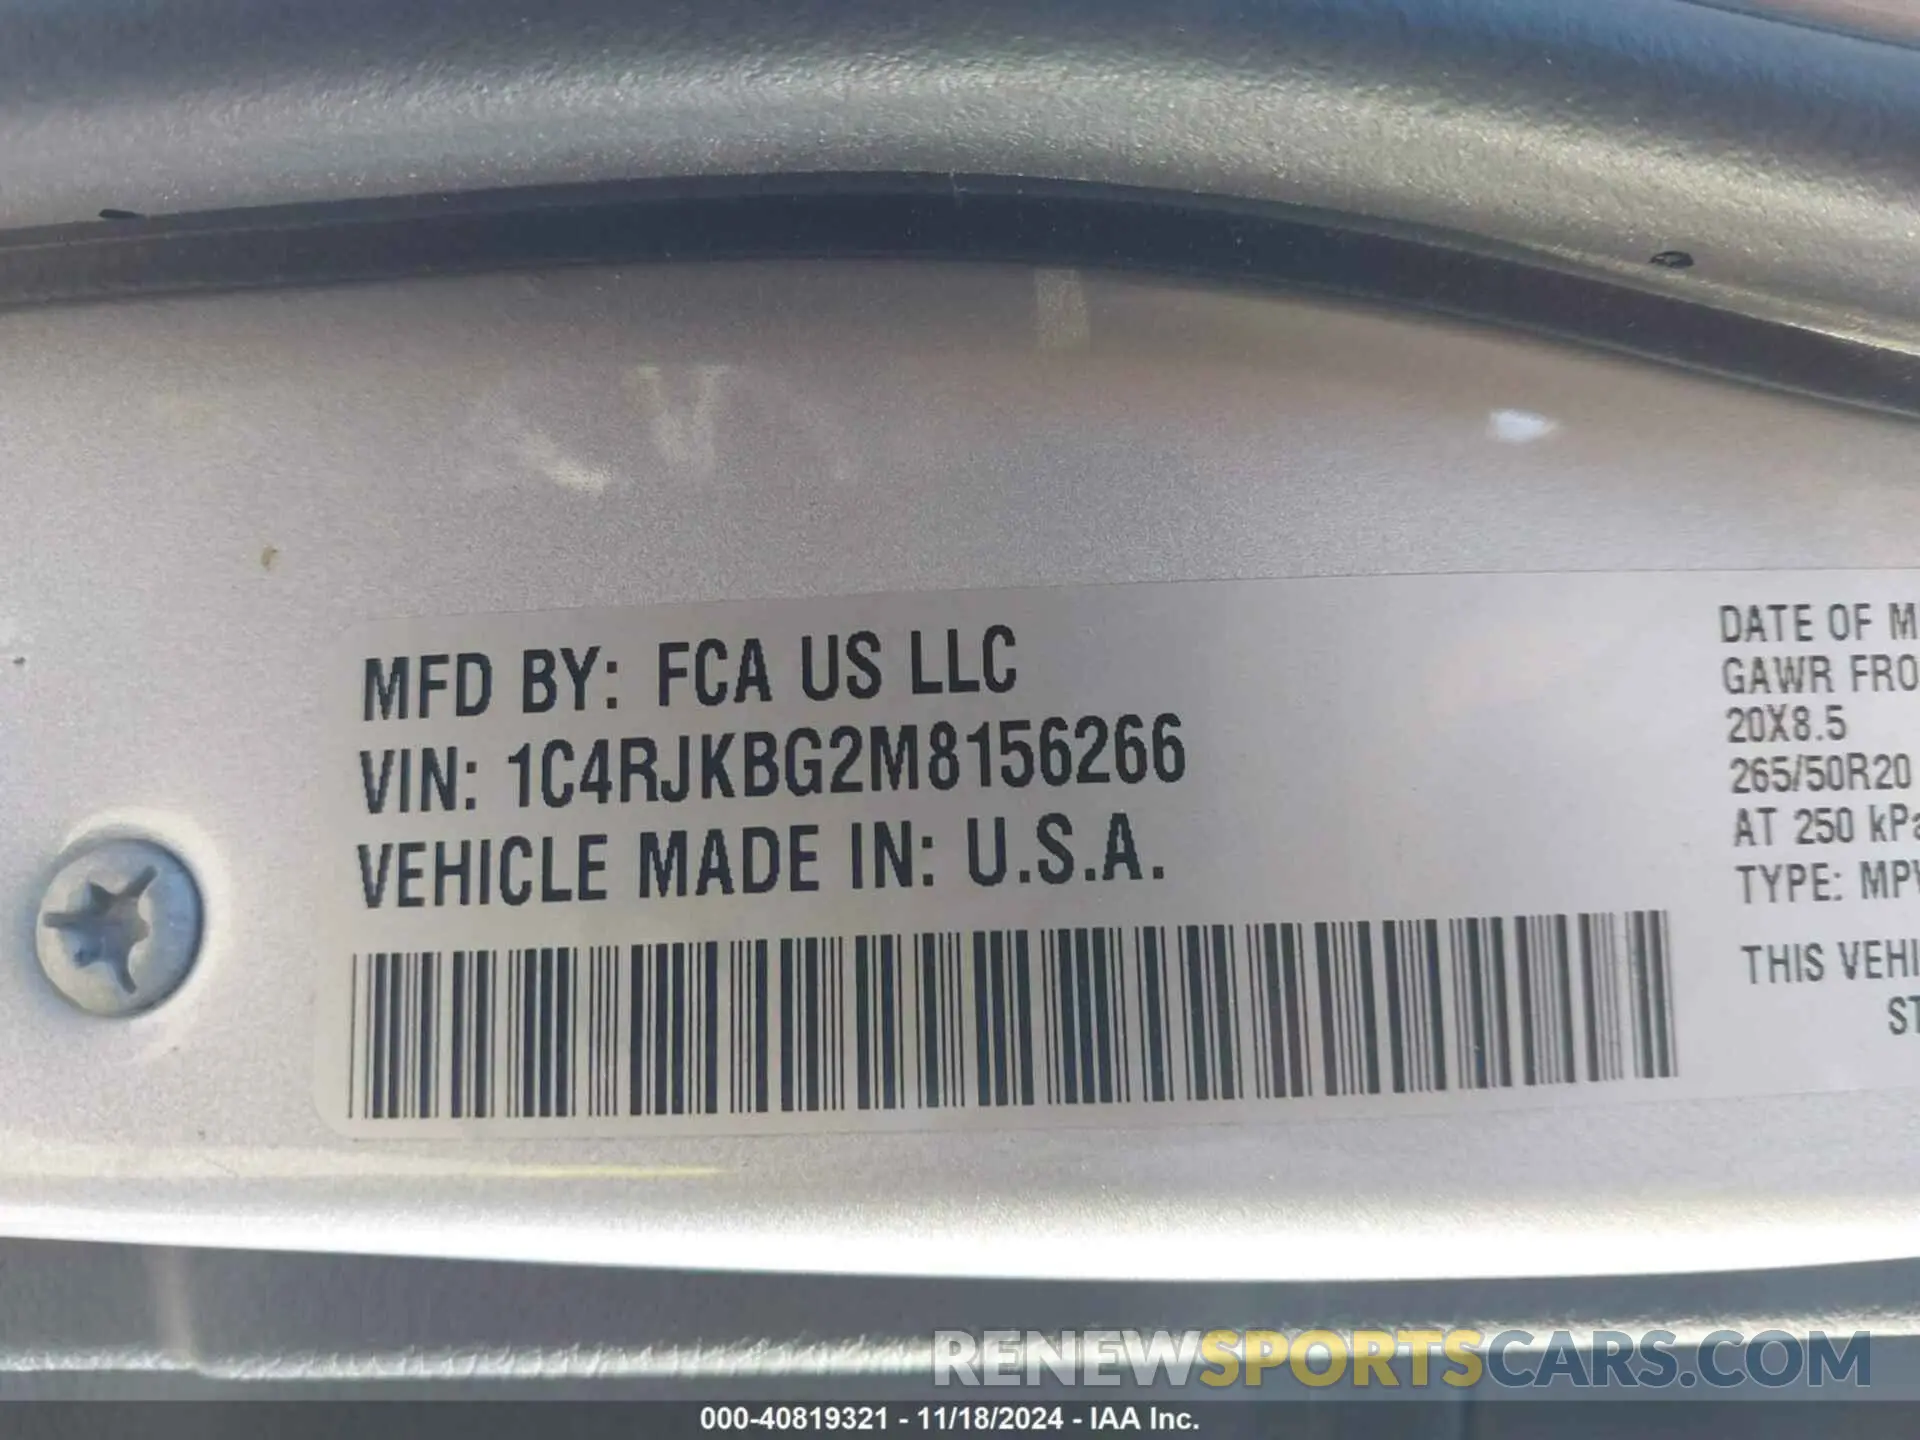 MFD BY: FCA US LLC
VIN: 1C4RJKBG2M8156266
VEHICLE MADE IN: U.S.A.
DATE OF M
GAWR FRO
20X8.5
265/50R20
AT 250 kPa
TYPE: MPV
THIS VEHI
ST
RENEWSPORTSCARS.COM
000-40819321 - 11/18/2024 - IAA Inc.